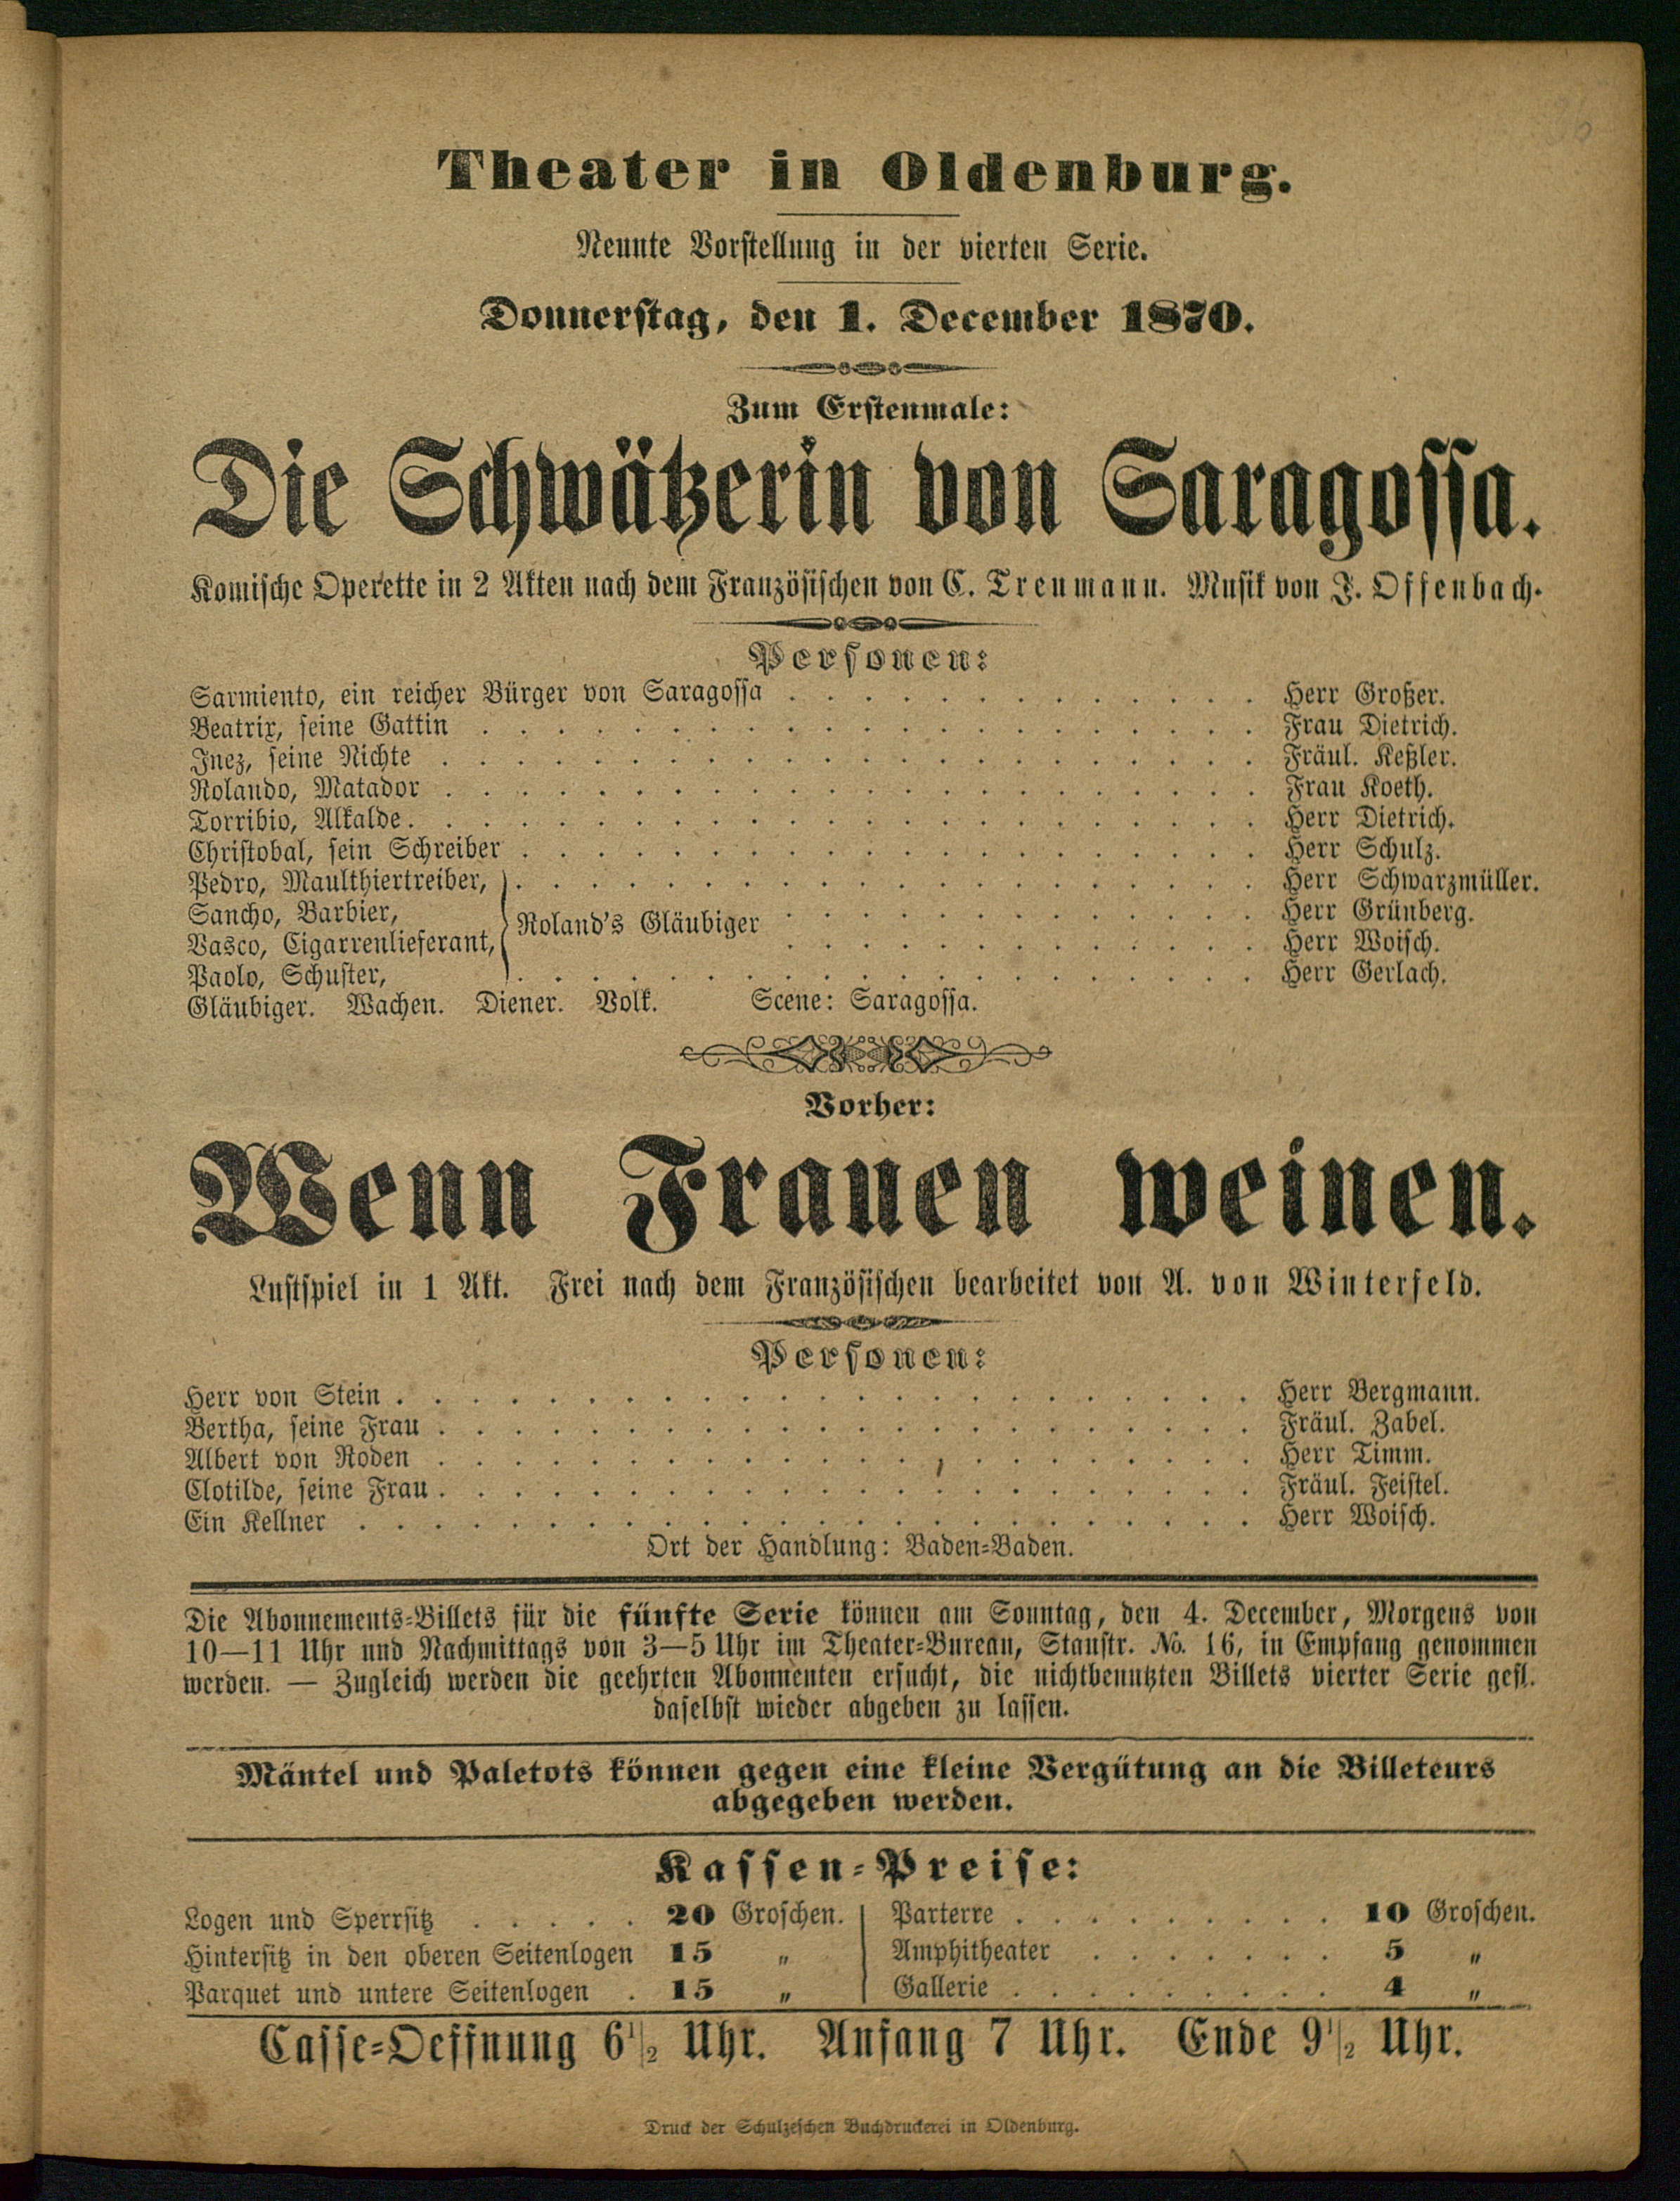 Theater in Oldenburg.
Neunte Vorstellung in der vierten Serie.
Donnerstag, den 1. December 1870.
Zum Erstenmale:
Die Schwätzerin von Saragossa.
Komische Operette in 2 Akten nach dem Französischen von C. Treumann. Musik von J. Offenbach.
Personen:
Sarmiento, ein reicher Bürger von Saragossa . . . . . . . . . . . . . Herr Großer.
Beatrix, seine Gattin . . . . . . . . . . . . . . . . . . . . . Frau Dietrich.
Inez, seine Nichte . . . . . . . . . . . . . . . . . . . . . . Fräul. Keßler.
Rolando, Matador . . . . . . . . . . . . . . . . . . . . . . Frau Koeth.
Torribio, Alkalde . . . . . . . . . . . . . . . . . . . . . . . Herr Dietrich.
Christobal, sein Schreiber . . . . . . . . . . . . . . . . . . . . Herr Schulz.
Pedro, Maulthiertreiber, . . . . . . . . . . . . . . . . . . . . Herr Schwarzmüller.
Sancho, Barbier, Roland's Gläubiger . . . . . . . . . . . . . Herr Grünberg.
Vasco, Cigarrenlieferant, . . . . . . . . . . . . . Herr Woisch.
Paolo, Schuster, . . . . . . . . . . . . . . . . . . . . Herr Gerlach.
Gläubiger. Wachen. Diener. Volk. Scene: Saragossa.
Vorher:
Wenn Frauen weinen.
Lustspiel in 1 Akt. Frei nach dem Französischen bearbeitet von A. von Winterfeld.
Personen:
Herr von Stein . . . . . . . . . . . . . . . . . . . . . . . Herr Bergmann.
Bertha, seine Frau . . . . . . . . . . . . . . . . . . . . . . Fräul. Zabel.
Albert von Roden . . . . . . . . . . . . . . . . . . . . . . Herr Timm.
Clotilde, seine Frau . . . . . . . . . . . . . . . . . . . . . . Fräul. Feistel.
Ein Kellner . . . . . . . . . . . . . . . . . . . . . . . . Herr Woisch.
Ort der Handlung: Baden-Baden.
Die Abonnements-Billets für die fünfte Serie können am Sonntag, den 4. December, Morgens von
10—11 Uhr und Nachmittags von 3—5 Uhr im Theater-Bureau, Staustr. No. 16, in Empfang genommen
werden. — Zugleich werden die geehrten Abonnenten ersucht, die nichtbenutzten Billets vierter Serie gefl.
daselbst wieder abgeben zu lassen.
Mäntel und Paletots können gegen eine kleine Vergütung an die Billeteurs
abgegeben werden.
Kassen-Preise:
Logen und Sperrsitz . . . . . 20 Groschen. Parterre . . . . . . . . . 10 Groschen.
Hintersitz in den oberen Seitenlogen 15 „ Amphitheater . . . . . . . 5 „
Parquet und untere Seitenlogen . 15 „ Gallerie . . . . . . . . . 4 „
Casse-Oeffnung 6 1/2 Uhr. Anfang 7 Uhr. Ende 9 1/2 Uhr.
Druck der Schulzeschen Buchdruckerei in Oldenburg.